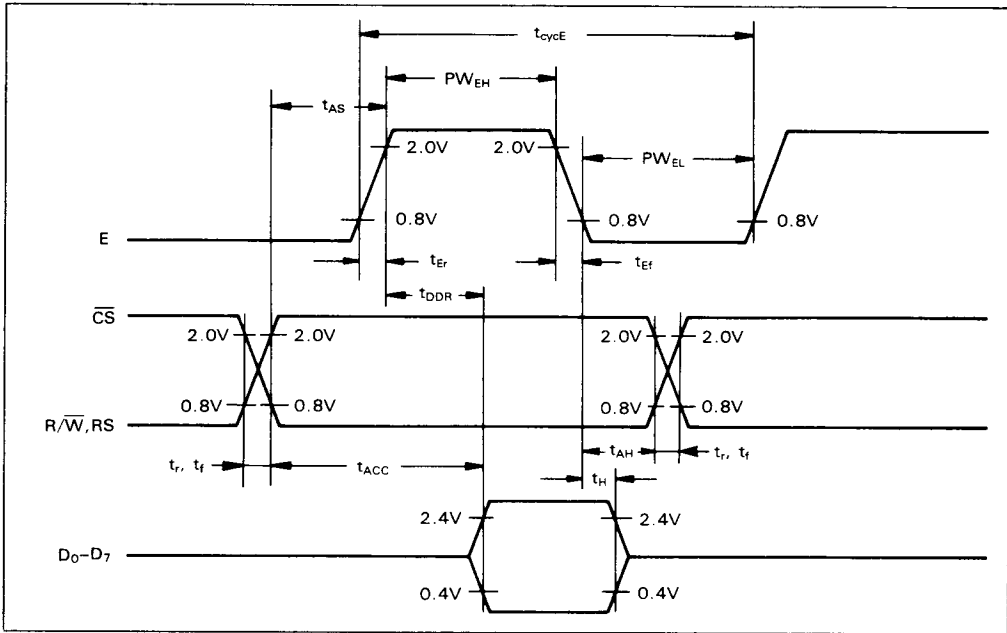 tcycE
PWEH
tAS
2.0V 2.0V
PWEL
0.8V 0.8V 0.8V
E
tEr tEf
tDDR
C̅S̅
2.0V 2.0V 2.0V 2.0V
0.8V 0.8V 0.8V 0.8V
R/W̅,RS
tr, tf tACC tAH tr, tf
tH
2.4V 2.4V
D0–D7
0.4V 0.4V